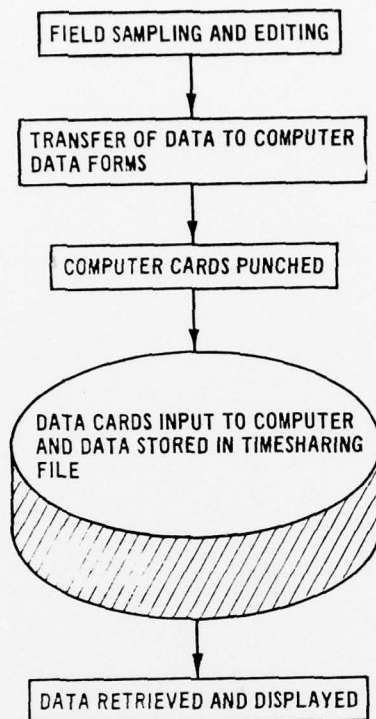 FIELD SAMPLING AND EDITING
TRANSFER OF DATA TO COMPUTER
DATA FORMS
COMPUTER CARDS PUNCHED
DATA CARDS INPUT TO COMPUTER
AND DATA STORED IN TIMESHARING
FILE
DATA RETRIEVED AND DISPLAYED